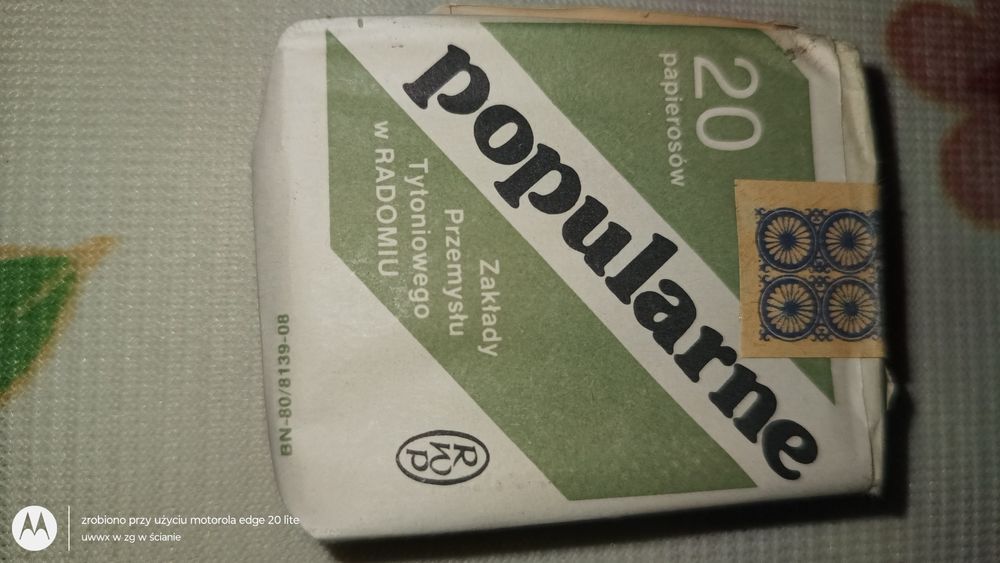 20
papierosów
popularne
Zakłady
Przemysłu
Tytoniowego
w RADOMIU
RWP
BN-80/8139-08
zrobiono przy użyciu motorola edge 20 lite
uwwx w zg w ścianie